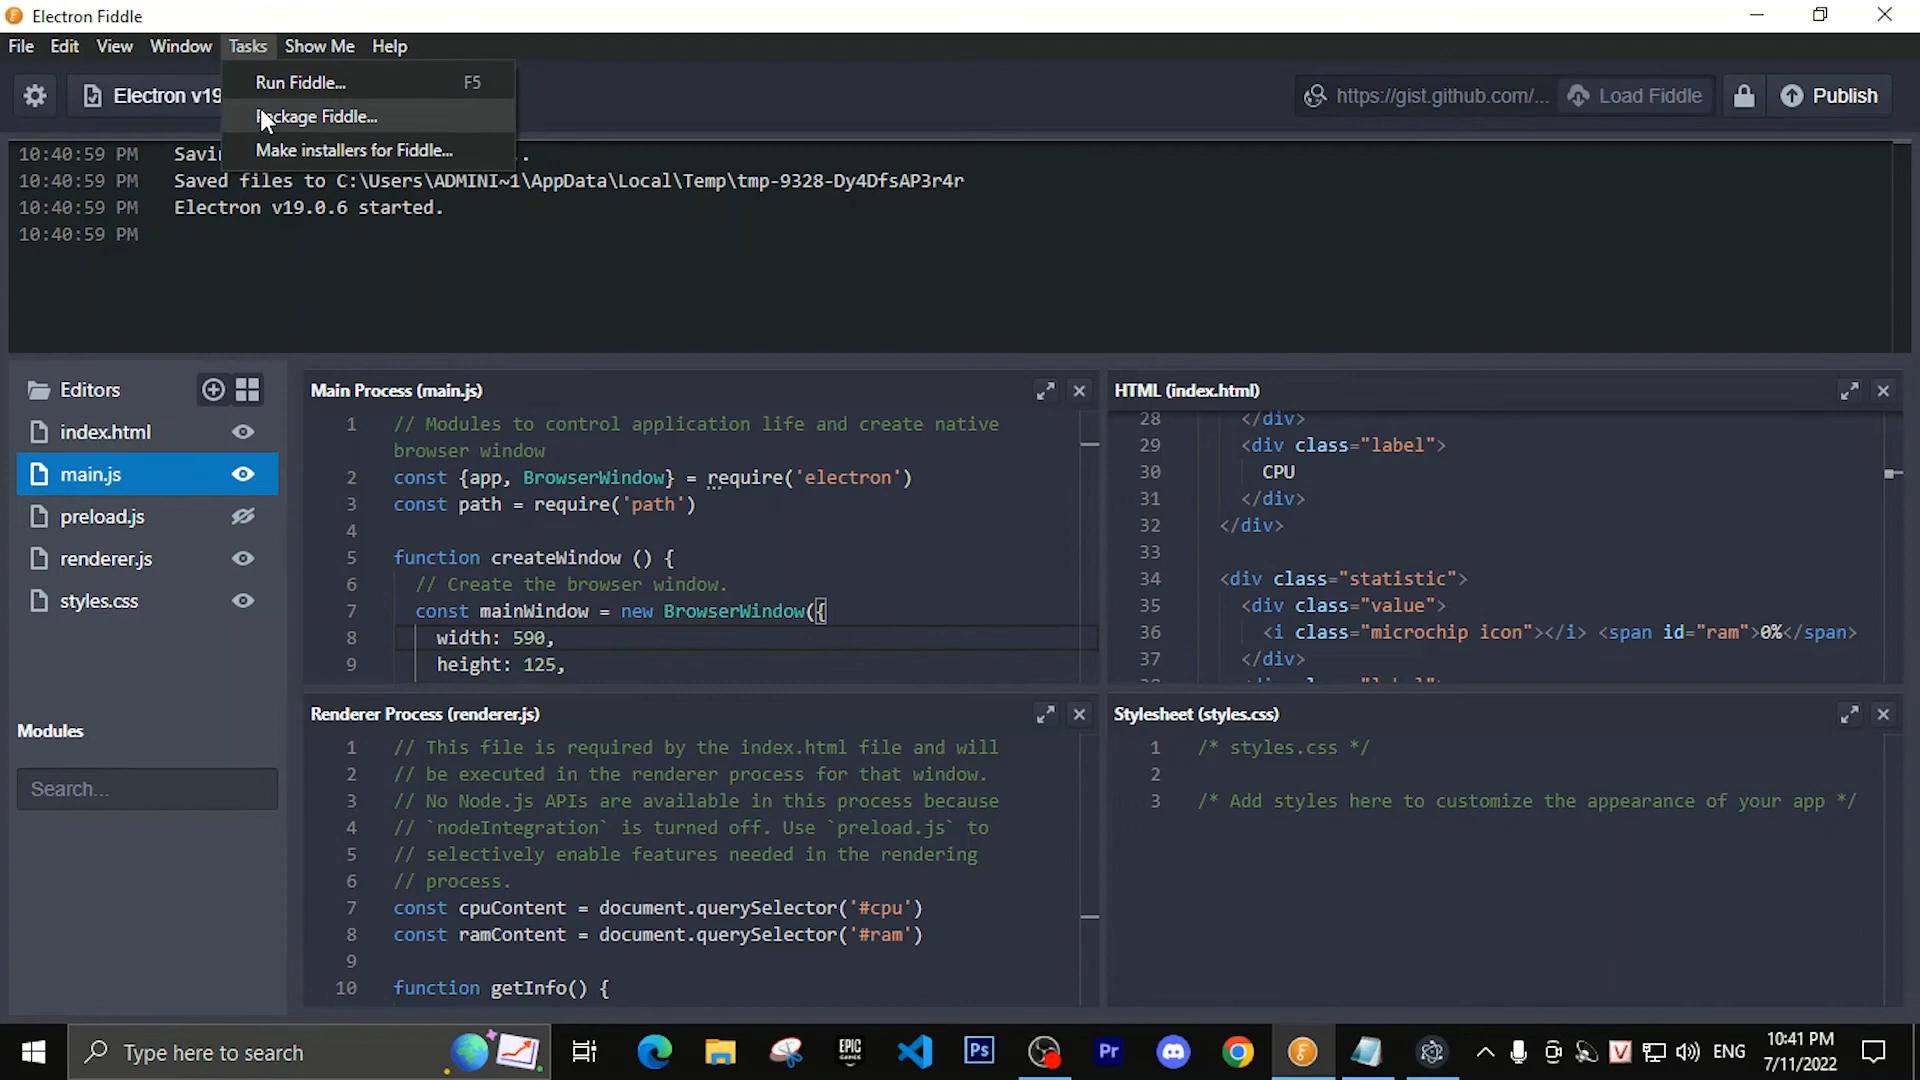 Electron Fiddle
File Edit View Window Tasks Show Me Help
Run Fiddle... F5
Package Fiddle...
Make installers for Fiddle...
Electron v19
https://gist.github.com/... Load Fiddle Publish
10:40:59 PM Savin
10:40:59 PM Saved files to C:\Users\ADMINI~1\AppData\Local\Temp\tmp-9328-Dy4DfsAP3r4r
10:40:59 PM Electron v19.0.6 started.
10:40:59 PM
Editors
index.html
main.js
preload.js
renderer.js
styles.css
Modules
Search...
Main Process (main.js)
1 // Modules to control application life and create native
browser window
2 const {app, BrowserWindow} = require('electron')
3 const path = require('path')
4
5 function createWindow () {
6 // Create the browser window.
7 const mainWindow = new BrowserWindow({
8 width: 590,
9 height: 125,
HTML (index.html)
28 </div>
29 <div class="label">
30 CPU
31 </div>
32 </div>
33
34 <div class="statistic">
35 <div class="value">
36 <i class="microchip icon"></i> <span id="ram">0%</span>
37 </div>
Renderer Process (renderer.js)
1 // This file is required by the index.html file and will
2 // be executed in the renderer process for that window.
3 // No Node.js APIs are available in this process because
4 // `nodeIntegration` is turned off. Use `preload.js` to
5 // selectively enable features needed in the rendering
6 // process.
7 const cpuContent = document.querySelector('#cpu')
8 const ramContent = document.querySelector('#ram')
9
10 function getInfo() {
Stylesheet (styles.css)
1 /* styles.css */
2
3 /* Add styles here to customize the appearance of your app */
Type here to search
EPIC GAMES
Ps
Pr
V
ENG
10:41 PM
7/11/2022